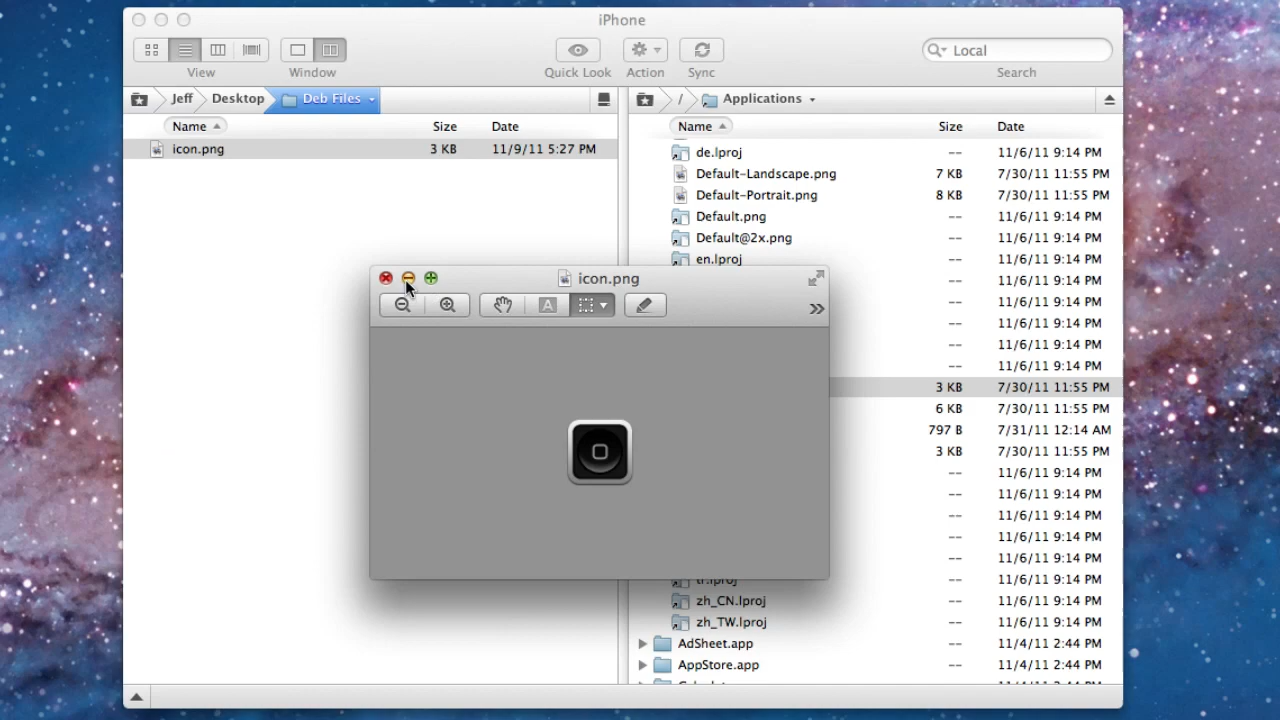 iPhone
Local
View
Window
Quick Look
Action
Sync
Search
Jeff
Desktop
Deb Files
/
Applications
Name
Size
Date
icon.png
3 KB
11/9/11 5:27 PM
Name
Size
Date
de.lproj -- 11/6/11 9:14 PM
Default-Landscape.png 7 KB 7/30/11 11:55 PM
Default-Portrait.png 8 KB 7/30/11 11:55 PM
Default.png -- 11/6/11 9:14 PM
Default@2x.png -- 11/6/11 9:14 PM
en.lproj -- 11/6/11 9:14 PM
icon.png
A
-- 11/6/11 9:14 PM
-- 11/6/11 9:14 PM
-- 11/6/11 9:14 PM
-- 11/6/11 9:14 PM
-- 11/6/11 9:14 PM
3 KB 7/30/11 11:55 PM
6 KB 7/30/11 11:55 PM
797 B 7/31/11 12:14 AM
3 KB 7/30/11 11:55 PM
-- 11/6/11 9:14 PM
-- 11/6/11 9:14 PM
-- 11/6/11 9:14 PM
-- 11/6/11 9:14 PM
-- 11/6/11 9:14 PM
tr.lproj -- 11/6/11 9:14 PM
zh_CN.lproj -- 11/6/11 9:14 PM
zh_TW.lproj -- 11/6/11 9:14 PM
AdSheet.app -- 11/4/11 2:44 PM
AppStore.app -- 11/4/11 2:44 PM